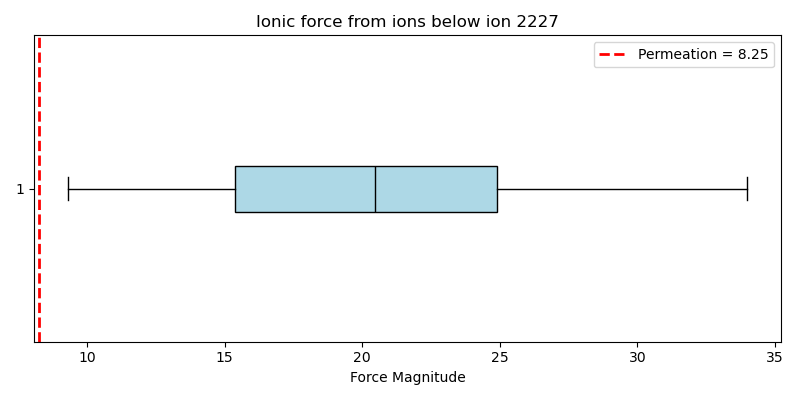 Ionic force from ions below ion 2227
Permeation = 8.25
1
10 15 20 25 30 35
Force Magnitude